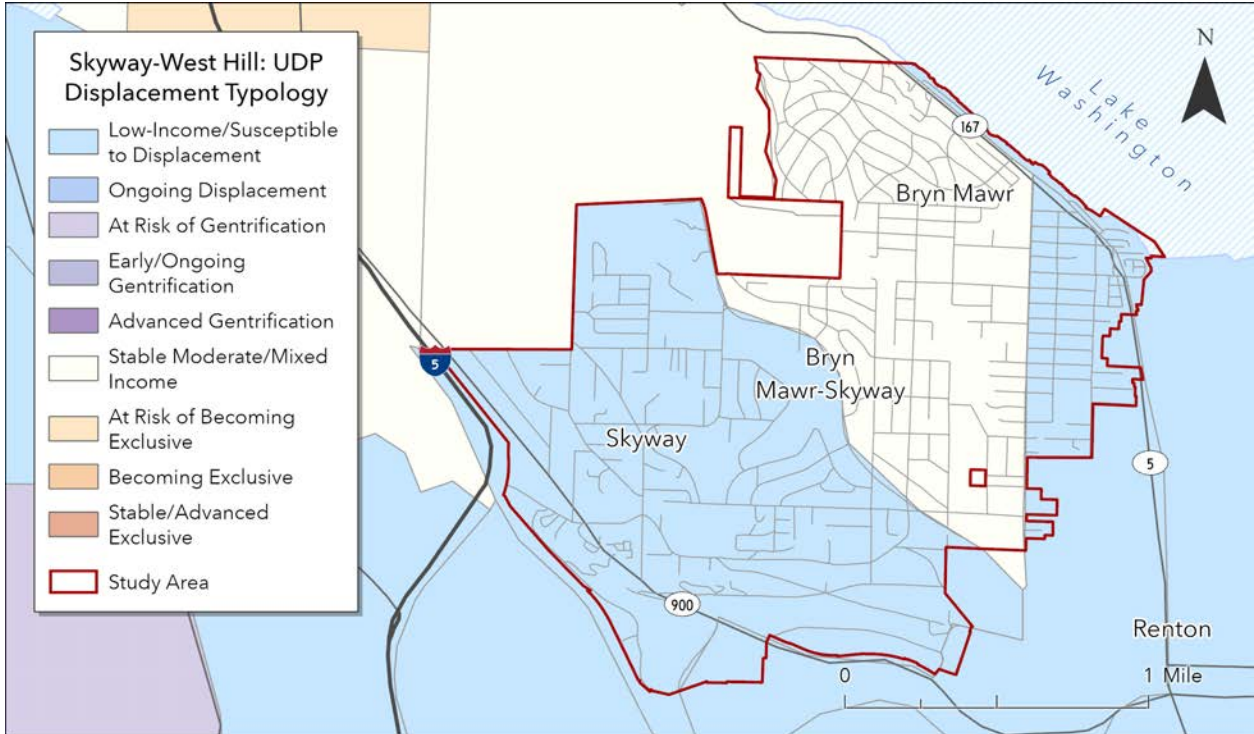 Skyway-West Hill: UDP
Displacement Typology
Low-Income/Susceptible
to Displacement
Ongoing Displacement
At Risk of Gentrification
Early/Ongoing
Gentrification
Advanced Gentrification
Stable Moderate/Mixed
Income
At Risk of Becoming
Exclusive
Becoming Exclusive
Stable/Advanced
Exclusive
Study Area
N
Lake
Washington
167
Bryn Mawr
5
Bryn
Mawr-Skyway
Skyway
5
900
Renton
0
1 Mile